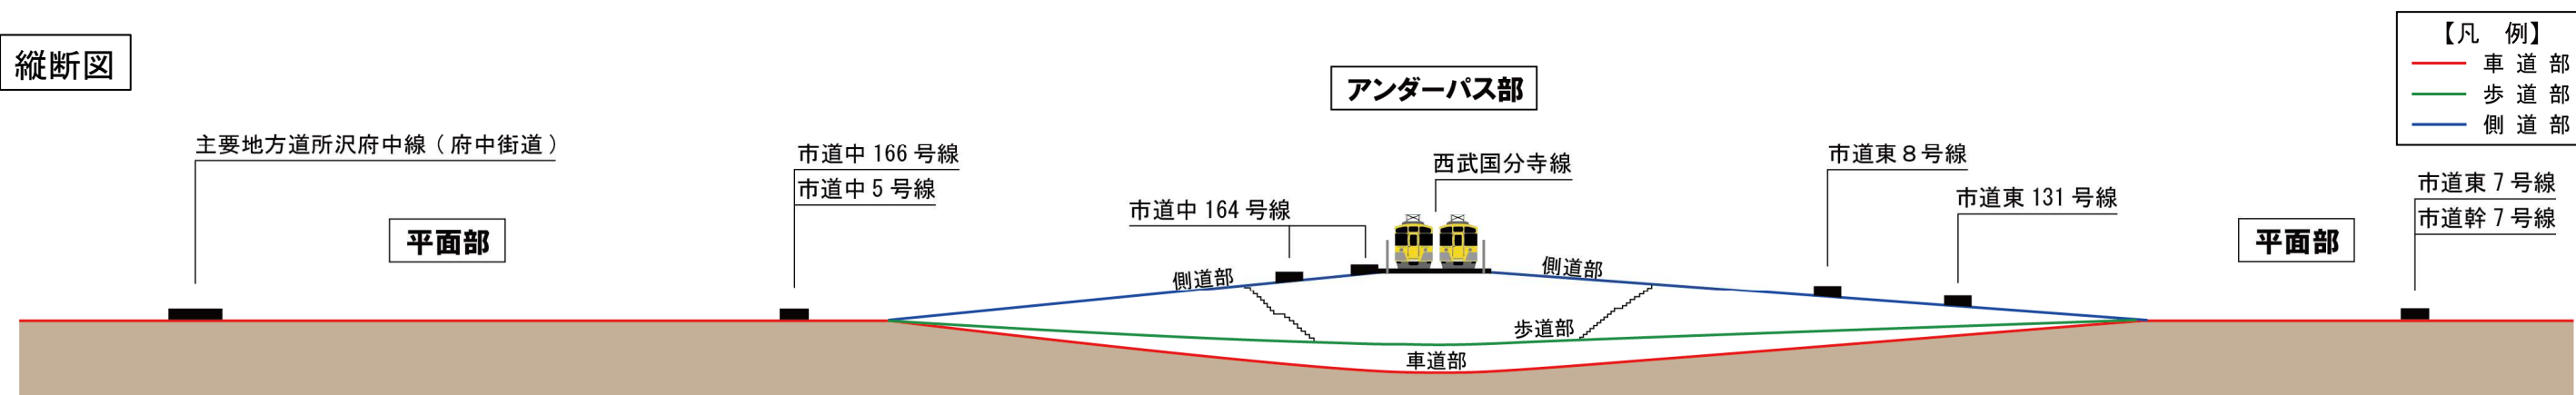 縦断図
アンダーパス部
【凡　例】
車 道 部
歩 道 部
側 道 部
主要地方道所沢府中線（府中街道）
市道中 166 号線
市道中 5 号線
平面部
市道中 164 号線
西武国分寺線
市道東 8 号線
市道東 131 号線
市道東 7 号線
市道幹 7 号線
平面部
側道部
側道部
歩道部
車道部